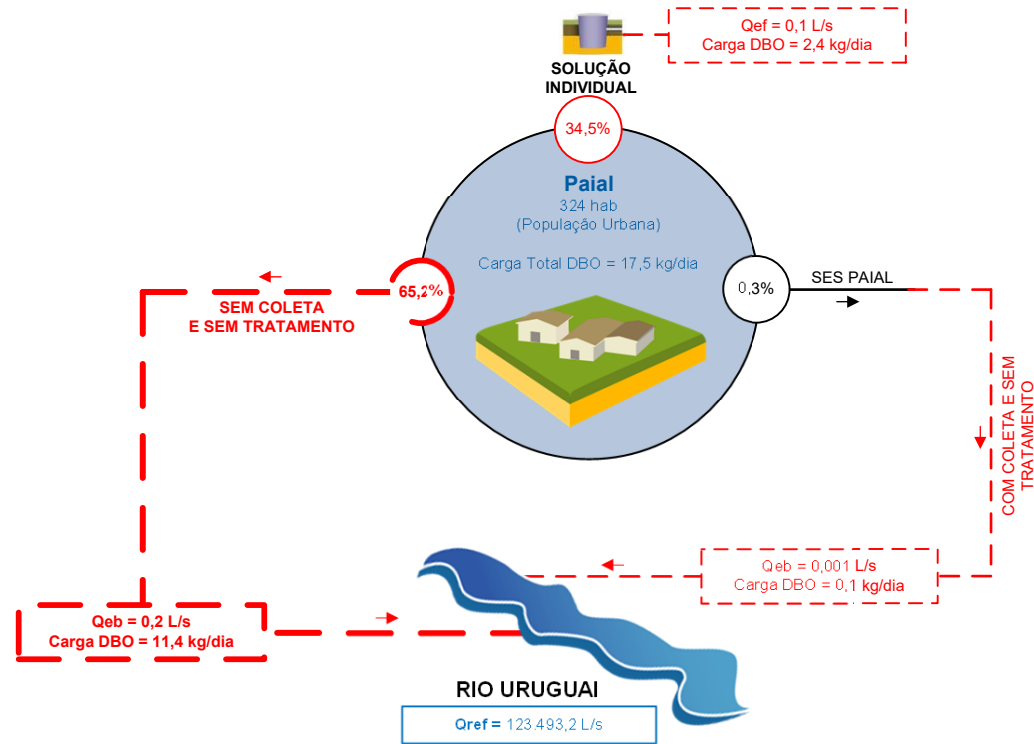 Qef = 0,1 L/s
Carga DBO = 2,4 kg/dia
SOLUÇÃO
INDIVIDUAL
34,5%
Paial
324 hab
(População Urbana)
Carga Total DBO = 17,5 kg/dia
65,2%
SEM COLETA
E SEM TRATAMENTO
0,3%
SES PAIAL
COM COLETA E SEM
TRATAMENTO
Qeb = 0,001 L/s
Carga DBO = 0,1 kg/dia
Qeb = 0,2 L/s
Carga DBO = 11,4 kg/dia
RIO URUGUAI
Qref = 123.493,2 L/s